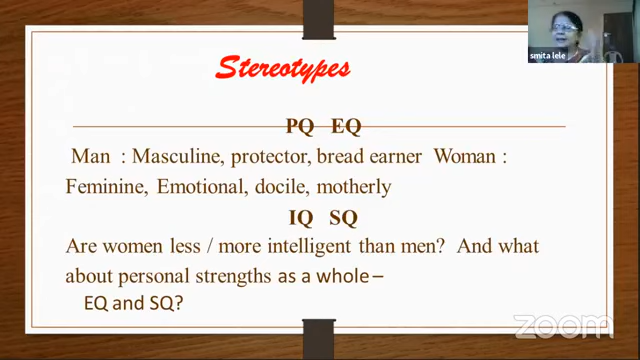 smita lele
Stereotypes
PQ EQ
Man : Masculine, protector, bread earner Woman :
Feminine, Emotional, docile, motherly
IQ SQ
Are women less / more intelligent than men? And what
about personal strengths as a whole –
EQ and SQ?
zoom